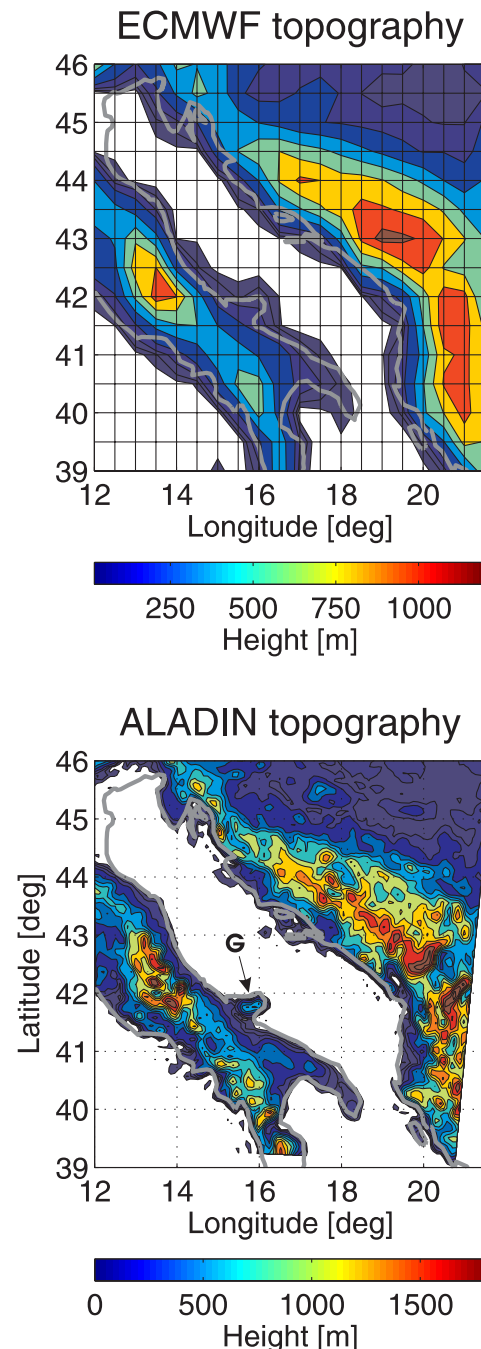 ECMWF topography
46
45
44
43
42
41
40
39
12 14 16 18 20
Longitude [deg]
250 500 750 1000
Height [m]
ALADIN topography
Latitude [deg]
46
45
44
43
42
41
40
39
G
12 14 16 18 20
Longitude [deg]
0 500 1000 1500
Height [m]